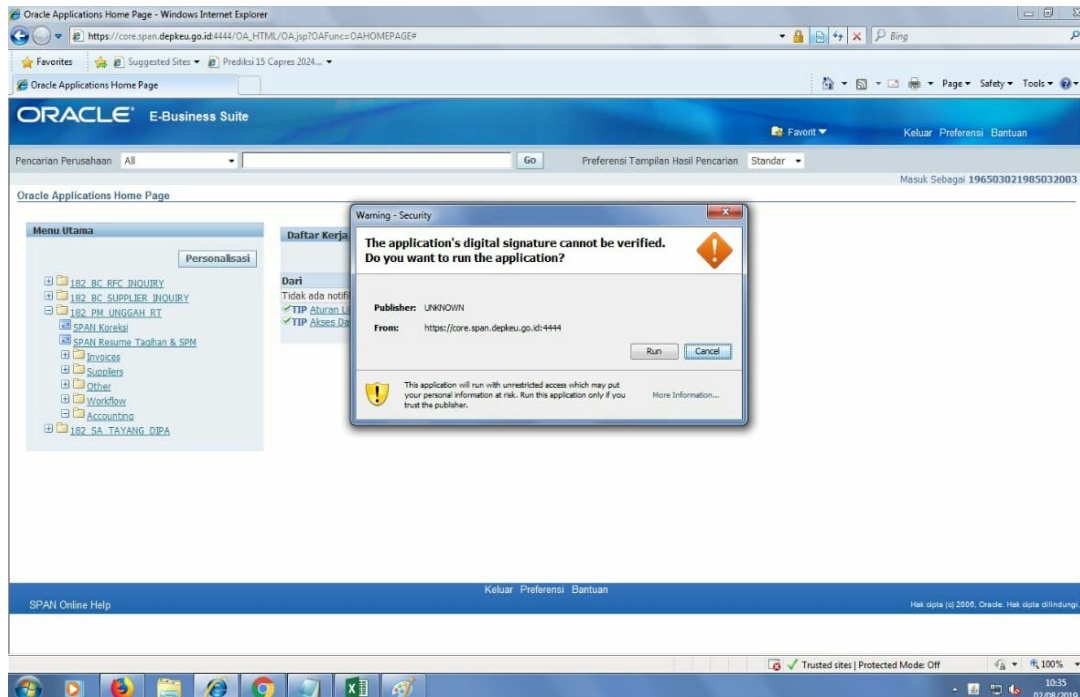 Oracle Applications Home Page - Windows Internet Explorer
https://core.span.depkeu.go.id:4444/OA_HTML/OA.jsp?OAFunc=OAHOMEPAGE#
Bing
Favorites Suggested Sites Prediksi 15 Capres 2024...
Oracle Applications Home Page
Page Safety Tools
ORACLE E-Business Suite
Favorit Keluar Preferensi Bantuan
Pencarian Perusahaan All Go Preferensi Tampilan Hasil Pencarian Standar
Masuk Sebagai 196503021985032003
Oracle Applications Home Page
Menu Utama
Personalisasi
182 BC RFC INQUIRY
182 BC SUPPLIER INQUIRY
182 PM UNGGAH RT
SPAN Koreksi
SPAN Resume Tagihan & SPM
Invoices
Suppliers
Other
Workflow
Accounting
182 SA TAYANG DIPA
Daftar Kerja
Dari
Tidak ada notifi
TIP Aturan Li
TIP Akses Da
Warning - Security
The application's digital signature cannot be verified.
Do you want to run the application?
Publisher: UNKNOWN
From: https://core.span.depkeu.go.id:4444
Run Cancel
This application will run with unrestricted access which may put
your personal information at risk. Run this application only if you
trust the publisher.
More Information...
Keluar Preferensi Bantuan
SPAN Online Help
Hak cipta (c) 2006, Oracle. Hak cipta dilindungi.
Trusted sites | Protected Mode: Off 100%
10:35
02/08/2019